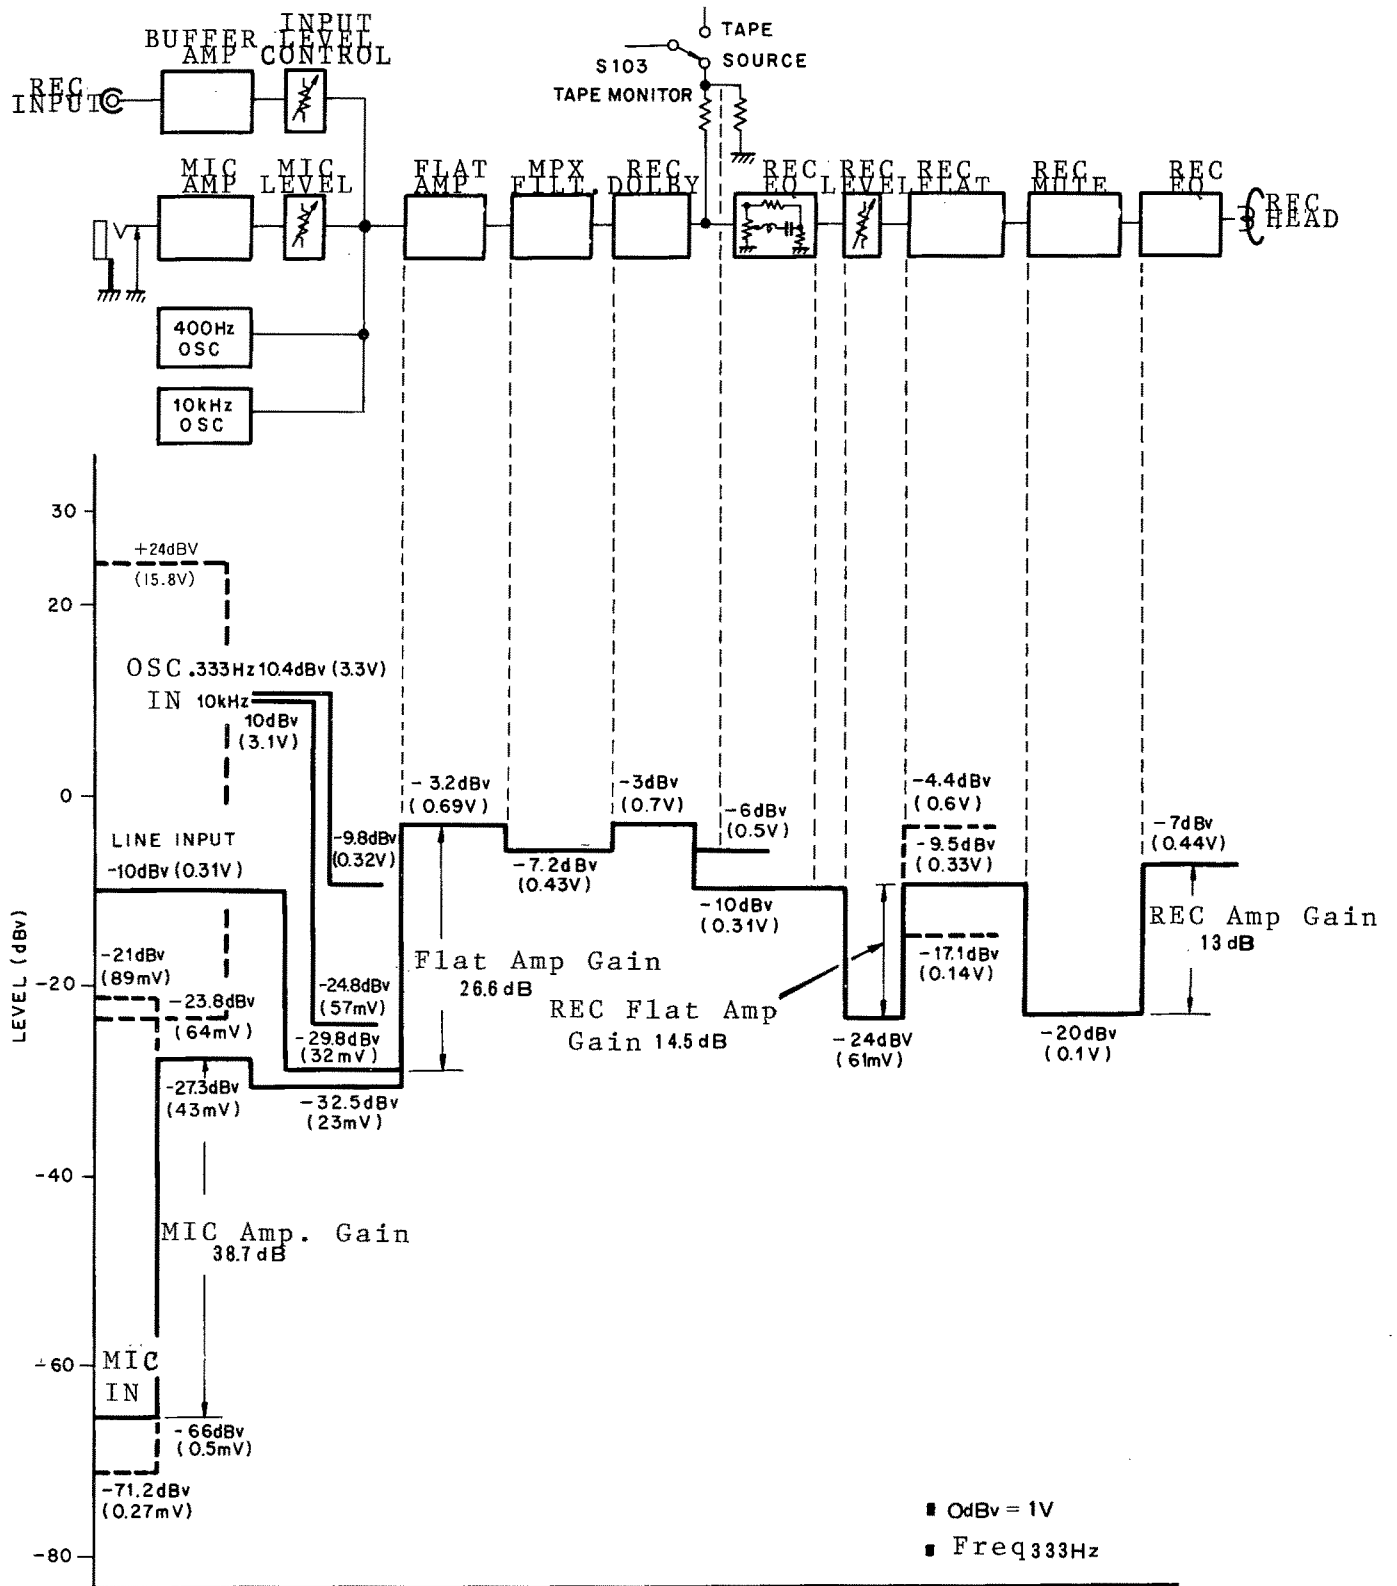 TAPE
SOURCE
S103
TAPE MONITOR
BUFFER
AMP
INPUT
LEVEL
CONTROL
REC
INPUT
MIC
AMP
MIC
LEVEL
FLAT
AMP
MPX
FILT.
REC
DOLBY
REC
EQ
REC
LEVEL
REC
FLAT
REC
MUTE
REC
EQ
REC
HEAD
400Hz
OSC
10kHz
OSC
LEVEL (dBv)
30
20
0
-20
-40
-60
-80
+24dBV
(15.8V)
OSC .333Hz 10.4dBv (3.3V)
IN 10kHz
10dBv
(3.1V)
LINE INPUT
-10dBv (0.31V)
-9.8dBv
(0.32V)
-3.2dBv
(0.69V)
-7.2dBv
(0.43V)
-3dBv
(0.7V)
-6dBv
(0.5V)
-10dBv
(0.31V)
-4.4dBv
(0.6V)
-9.5dBv
(0.33V)
-17.1dBv
(0.14V)
-7dBv
(0.44V)
REC Amp Gain
13 dB
-21dBv
(89mV)
-23.8dBv
(64mV)
-24.8dBv
(57mV)
-29.8dBv
(32mV)
Flat Amp Gain
26.6 dB
REC Flat Amp
Gain 14.5 dB
-24dBv
(61mV)
-20dBv
(0.1V)
-27.3dBv
(43mV)
-32.5dBv
(23mV)
MIC Amp. Gain
38.7 dB
MIC
IN
-66dBv
(0.5mV)
-71.2dBv
(0.27mV)
▪ 0dBv = 1V
▪ Freq 333Hz